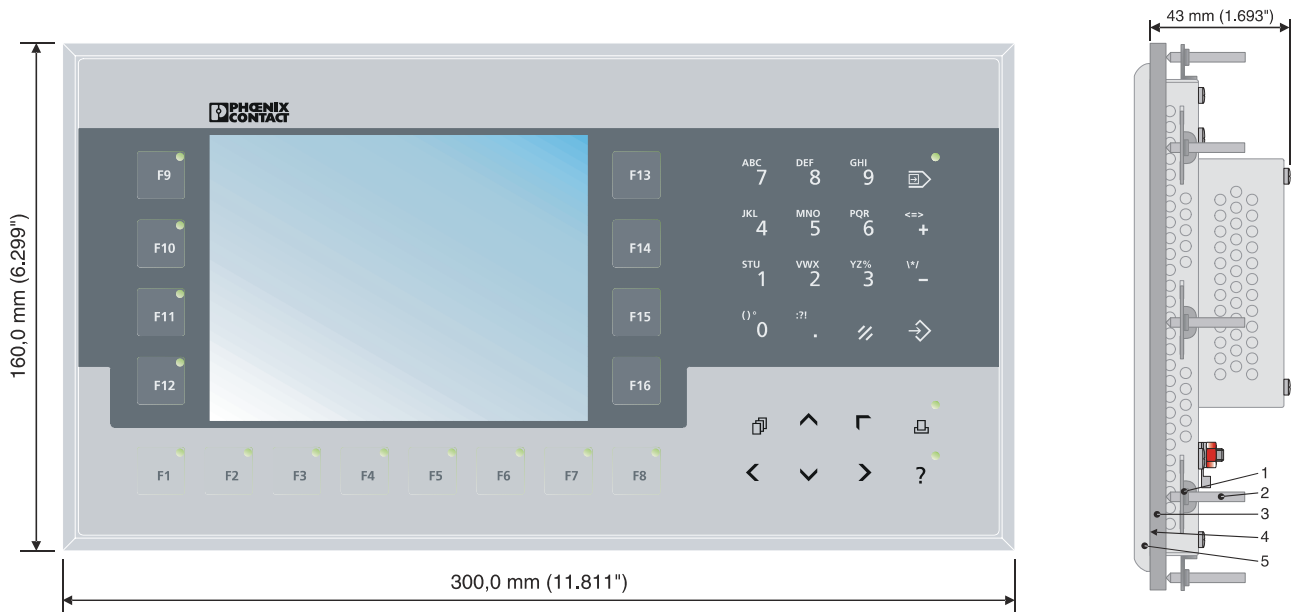 43 mm (1.693")
PHŒNIX
CONTACT
160,0 mm (6.299")
F9
F10
F11
F12
F13
F14
F15
F16
ABC DEF GHI
7 8 9
JKL MNO PQR <=>
4 5 6 +
STU VWX YZ% \*/
1 2 3 –
( ) ° :?!
0 .
F1 F2 F3 F4 F5 F6 F7 F8
?
1
2
3
4
5
300,0 mm (11.811")